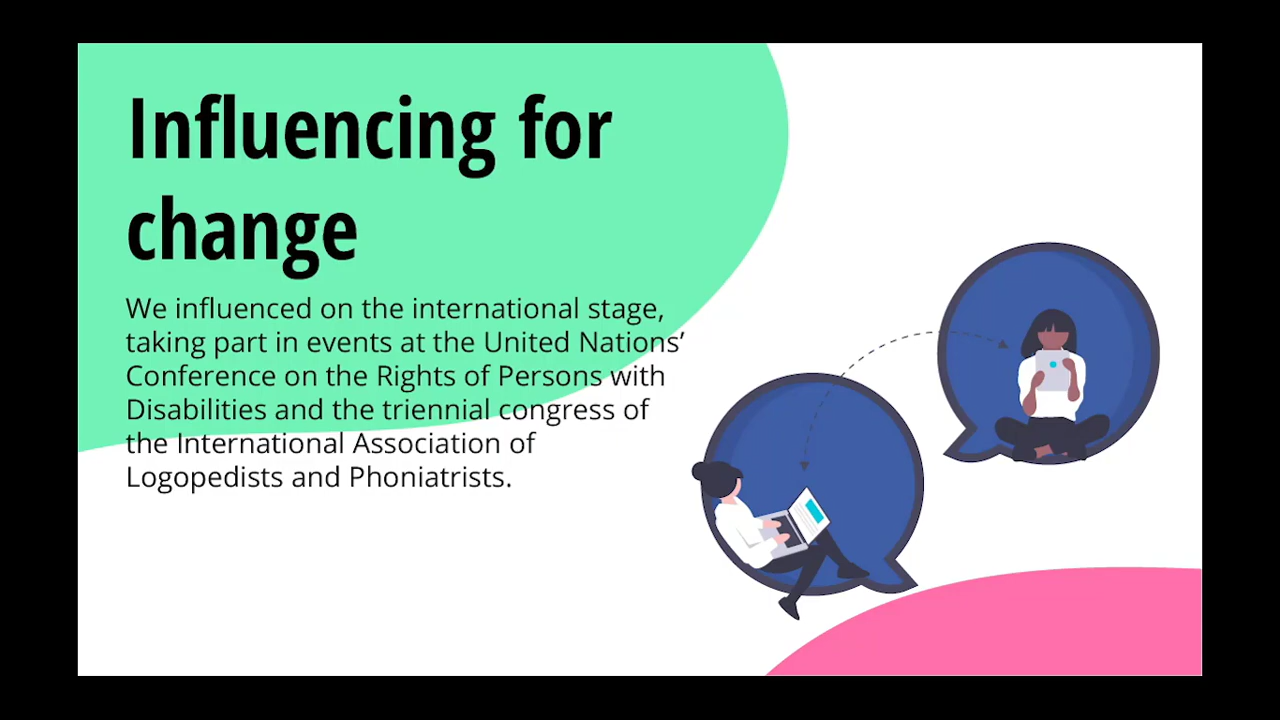 Influencing for
change
We influenced on the international stage,
taking part in events at the United Nations’
Conference on the Rights of Persons with
Disabilities and the triennial congress of
the International Association of
Logopedists and Phoniatrists.